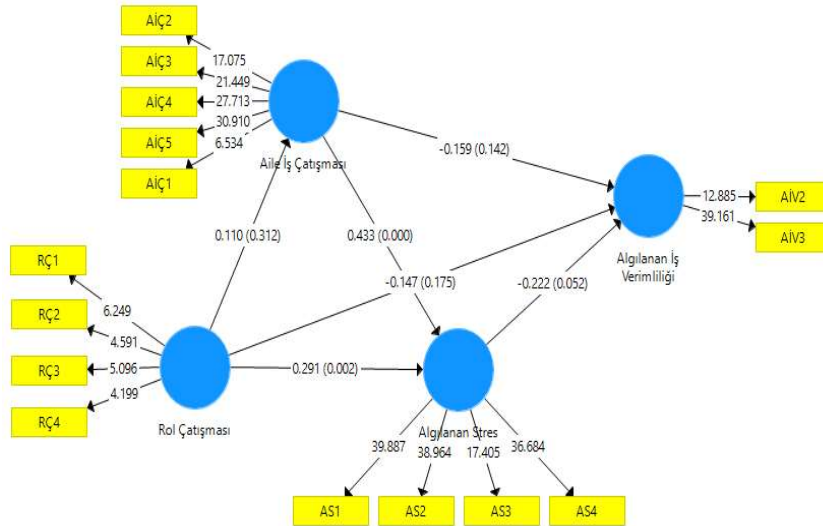 AİÇ2
AİÇ3
AİÇ4
AİÇ5
AİÇ1
17.075
21.449
27.713
30.910
6.534
Aile İş Çatışması
-0.159 (0.142)
0.110 (0.312)
0.433 (0.000)
-0.147 (0.175)
-0.222 (0.052)
12.885
39.161
AİV2
AİV3
Algılanan İş
Verimliliği
RÇ1
RÇ2
RÇ3
RÇ4
6.249
4.591
5.096
4.199
Rol Çatışması
0.291 (0.002)
Algılanan Stres
39.887
38.964
17.405
36.684
AS1
AS2
AS3
AS4